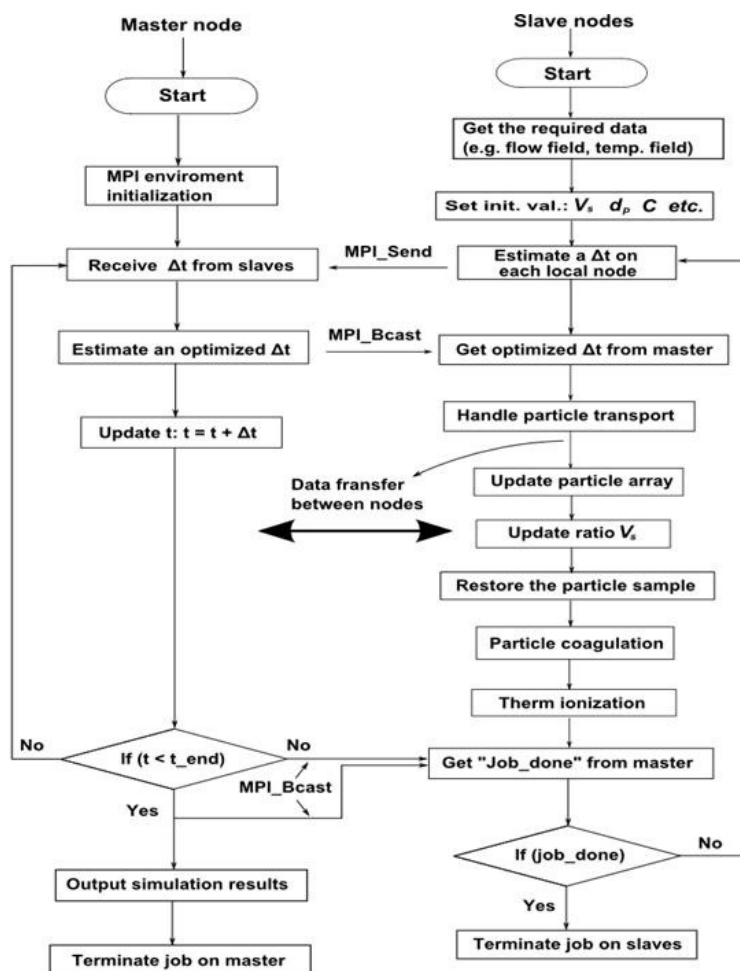 Master node
Start
MPI enviroment
initialization
Receive Δt from slaves
Estimate an optimized Δt
Update t: t = t + Δt
No
If (t < t_end)
No
MPI_Bcast
Yes
Output simulation results
Terminate job on master
MPI_Send
MPI_Bcast
Data transfer
between nodes
Slave nodes
Start
Get the required data
(e.g. flow field, temp. field)
Set init. val.: Vs dp C etc.
Estimate a Δt on
each local node
Get optimized Δt from master
Handle particle transport
Update particle array
Update ratio Vs
Restore the particle sample
Particle coagulation
Therm ionization
Get "Job_done" from master
If (job_done)
No
Yes
Terminate job on slaves